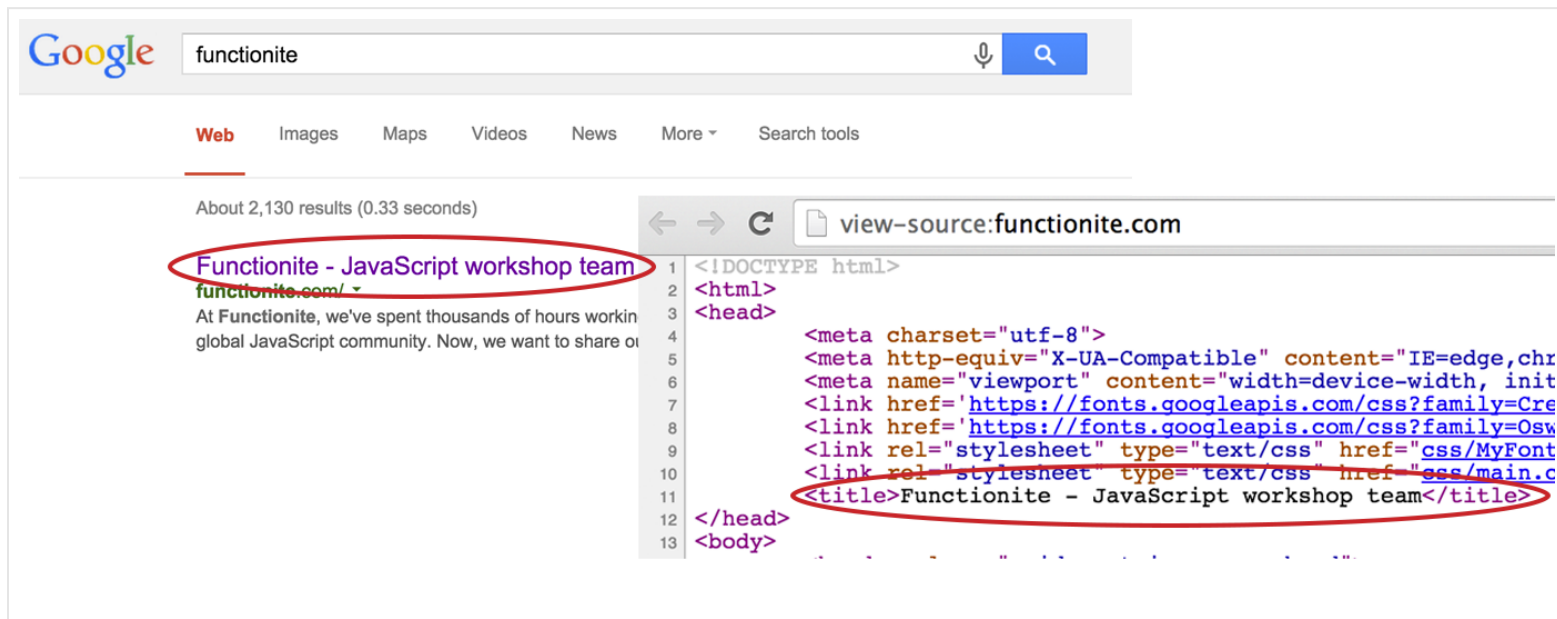 Google functionite
Web Images Maps Videos News More Search tools
About 2,130 results (0.33 seconds)
Functionite - JavaScript workshop team
functionite.com/
At Functionite, we've spent thousands of hours
global JavaScript community. Now, we want to share
view-source:functionite.com
1 <!DOCTYPE html>
2 <html>
3 <head>
4 <meta charset="utf-8">
5 <meta http-equiv="X-UA-Compatible" content="IE=edge,chr
6 <meta name="viewport" content="width=device-width, init
7 <link href='https://fonts.googleapis.com/css?family=Cre
8 <link href='https://fonts.googleapis.com/css?family=Osw
9 <link rel="stylesheet" type="text/css" href="css/MyFont
10 <link rel="stylesheet" type="text/css" href="css/main.c
11 <title>Functionite - JavaScript workshop team</title>
12 </head>
13 <body>